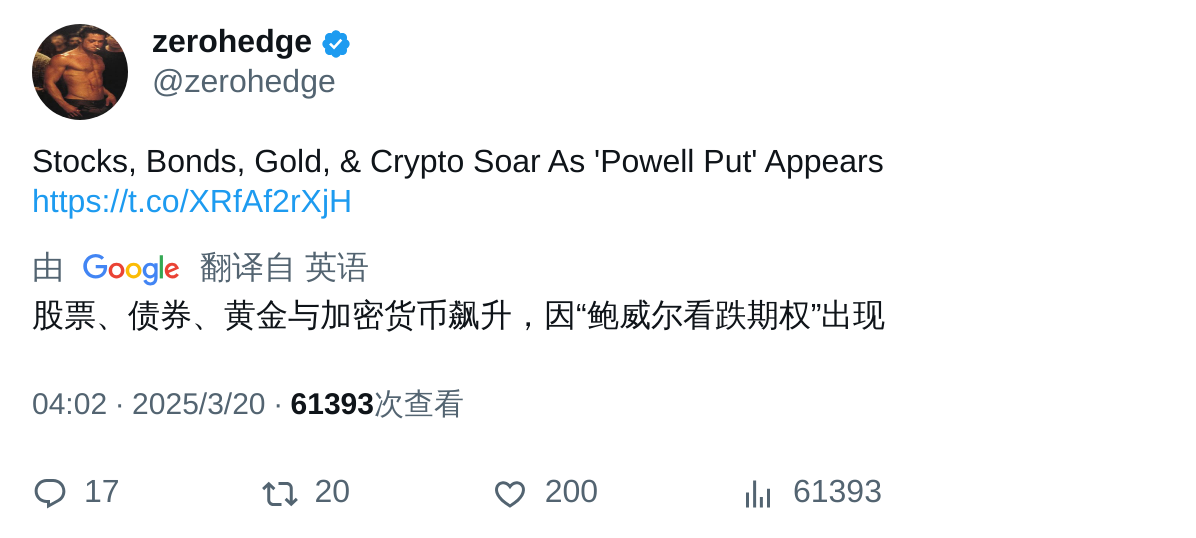 zerohedge
@zerohedge
Stocks, Bonds, Gold, & Crypto Soar As 'Powell Put' Appears
https://t.co/XRfAf2rXjH
由 Google 翻译自 英语
股票、债券、黄金与加密货币飙升，因“鲍威尔看跌期权”出现
04:02 · 2025/3/20 · 61393次查看
17 20 200 61393